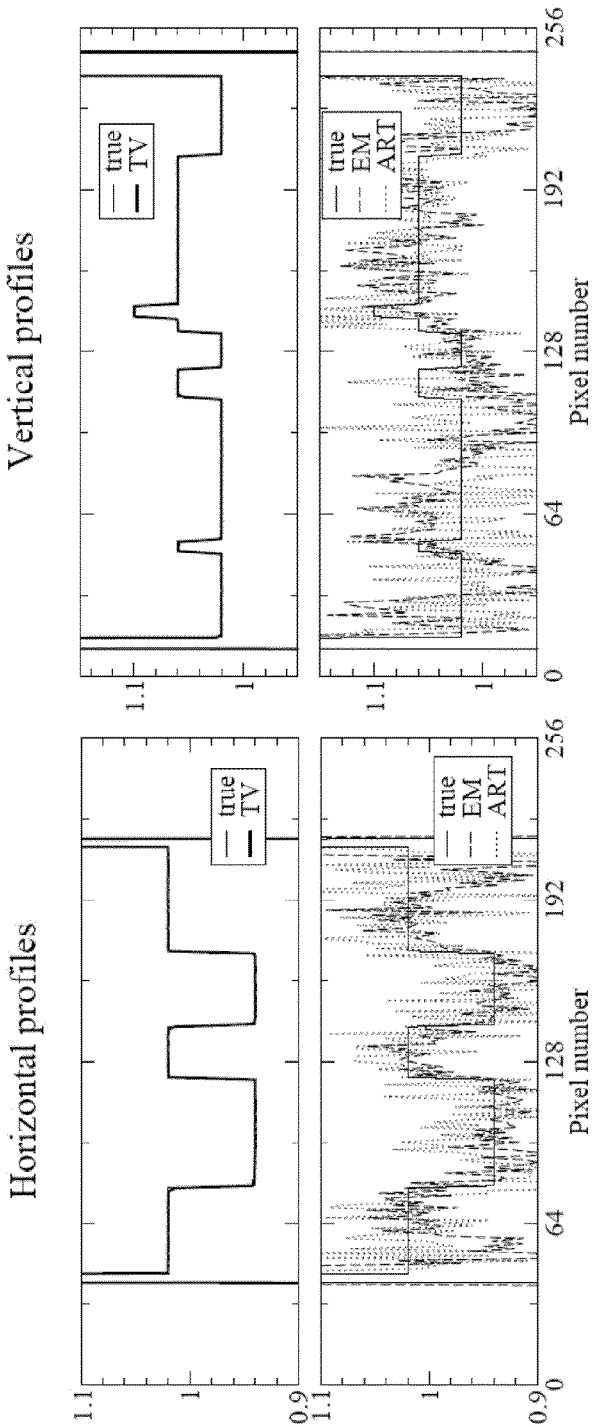 Horizontal profiles
1.1
1
0.9
true
TV
1.1
1
0.9
true
EM
ART
0
64
128
192
256
Pixel number
Vertical profiles
1.1
1
true
TV
1.1
1
true
EM
ART
0
64
128
192
256
Pixel number